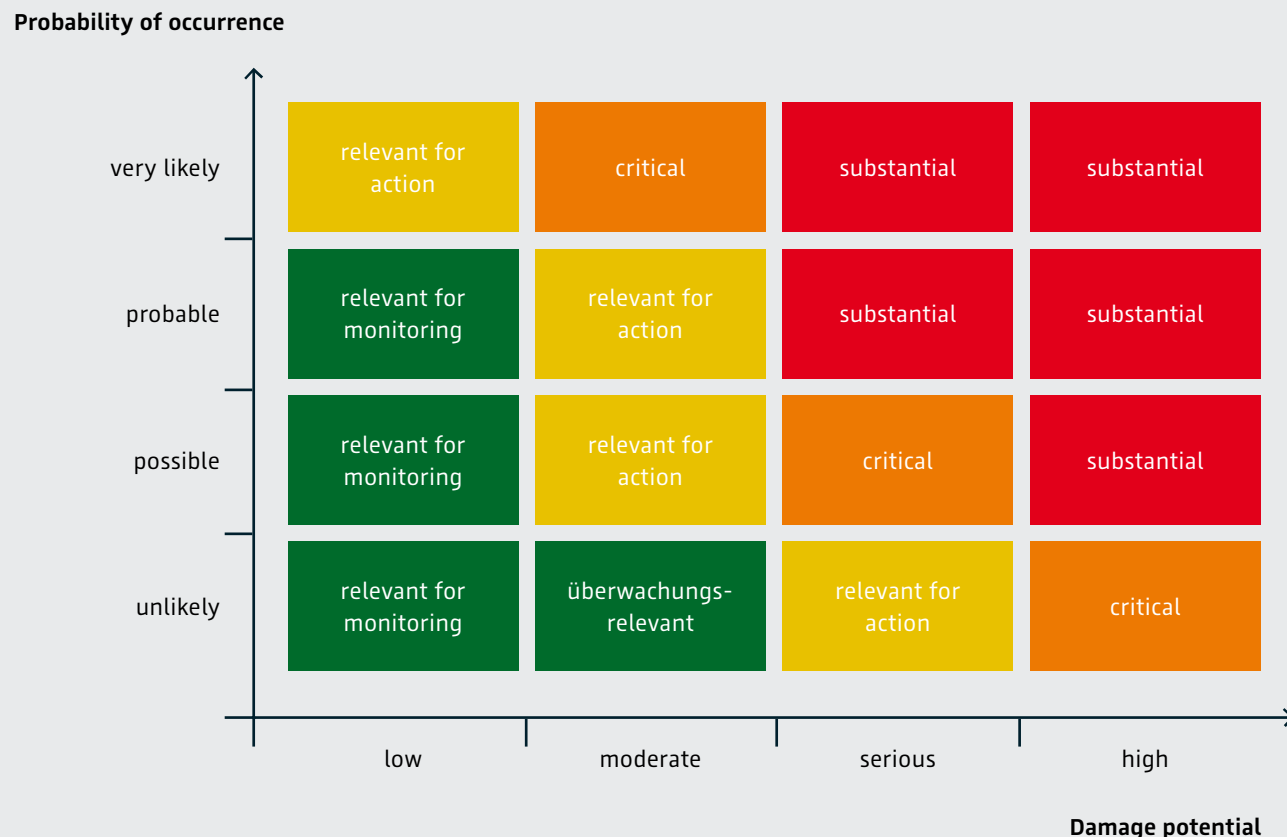 Probability of occurrence
very likely
relevant for
action
critical
substantial
substantial
probable
relevant for
monitoring
relevant for
action
substantial
substantial
possible
relevant for
monitoring
relevant for
action
critical
substantial
unlikely
relevant for
monitoring
überwachungs-
relevant
relevant for
action
critical
low
moderate
serious
high
Damage potential